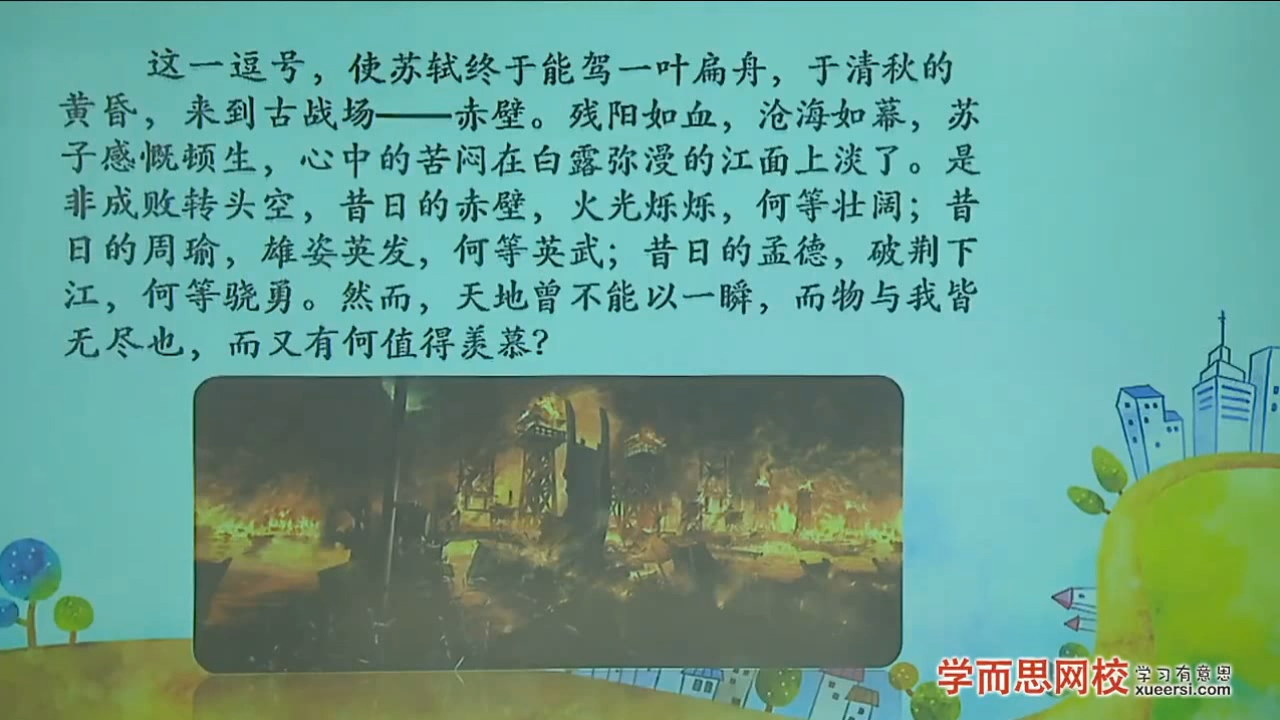 这一逗号，使苏轼终于能驾一叶扁舟，于清秋的
黄昏，来到古战场——赤壁。残阳如血，沧海如幕，苏
子感慨顿生，心中的苦闷在白露弥漫的江面上淡了。是
非成败转头空，昔日的赤壁，火光烁烁，何等壮阔；昔
日的周瑜，雄姿英发，何等英武；昔日的孟德，破荆下
江，何等骁勇。然而，天地曾不能以一瞬，而物与我皆
无尽也，而又有何值得羡慕？
学而思网校 学习有意思
xueersi.com